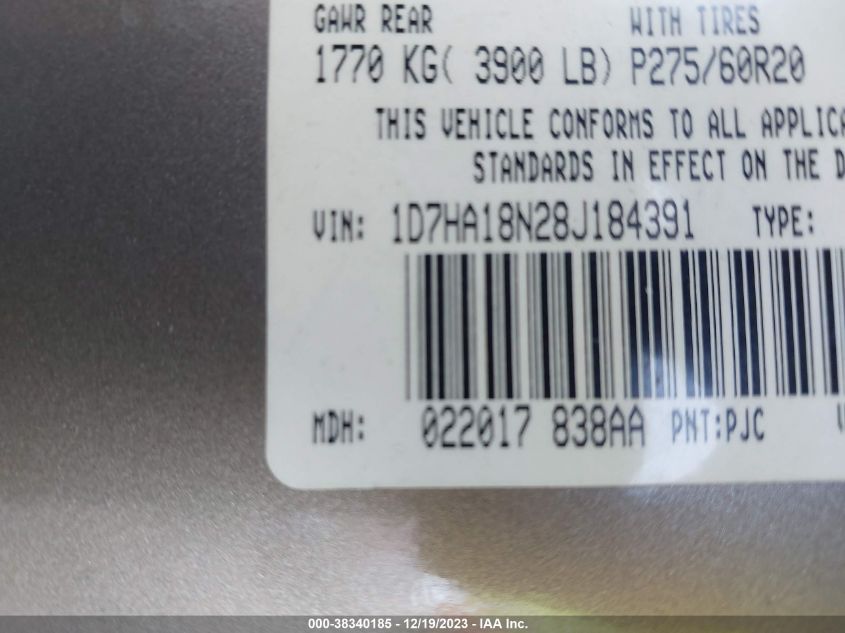 GAWR REAR WITH TIRES
1770 KG( 3900 LB) P275/60R20
THIS VEHICLE CONFORMS TO ALL
STANDARDS IN EFFECT ON THE
VIN: 1D7HA18N28J184391 TYPE:
MDH: 022017 838AA PNT:PJC
000-38340185 - 12/19/2023 - IAA Inc.